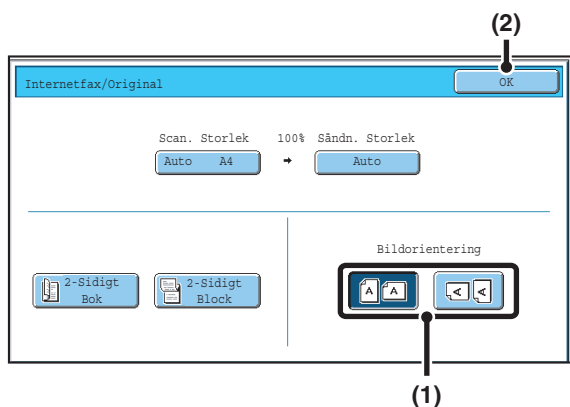 (2)
Internetfax/Original
OK
Scan. Storlek 100% Sändn. Storlek
Auto A4 Auto
Bildorientering
2-Sidigt
Bok
2-Sidigt
Block
A A A A
(1)